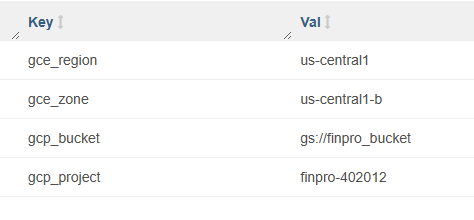 Key Val
gce_region us-central1
gce_zone us-central1-b
gcp_bucket gs://finpro_bucket
gcp_project finpro-402012